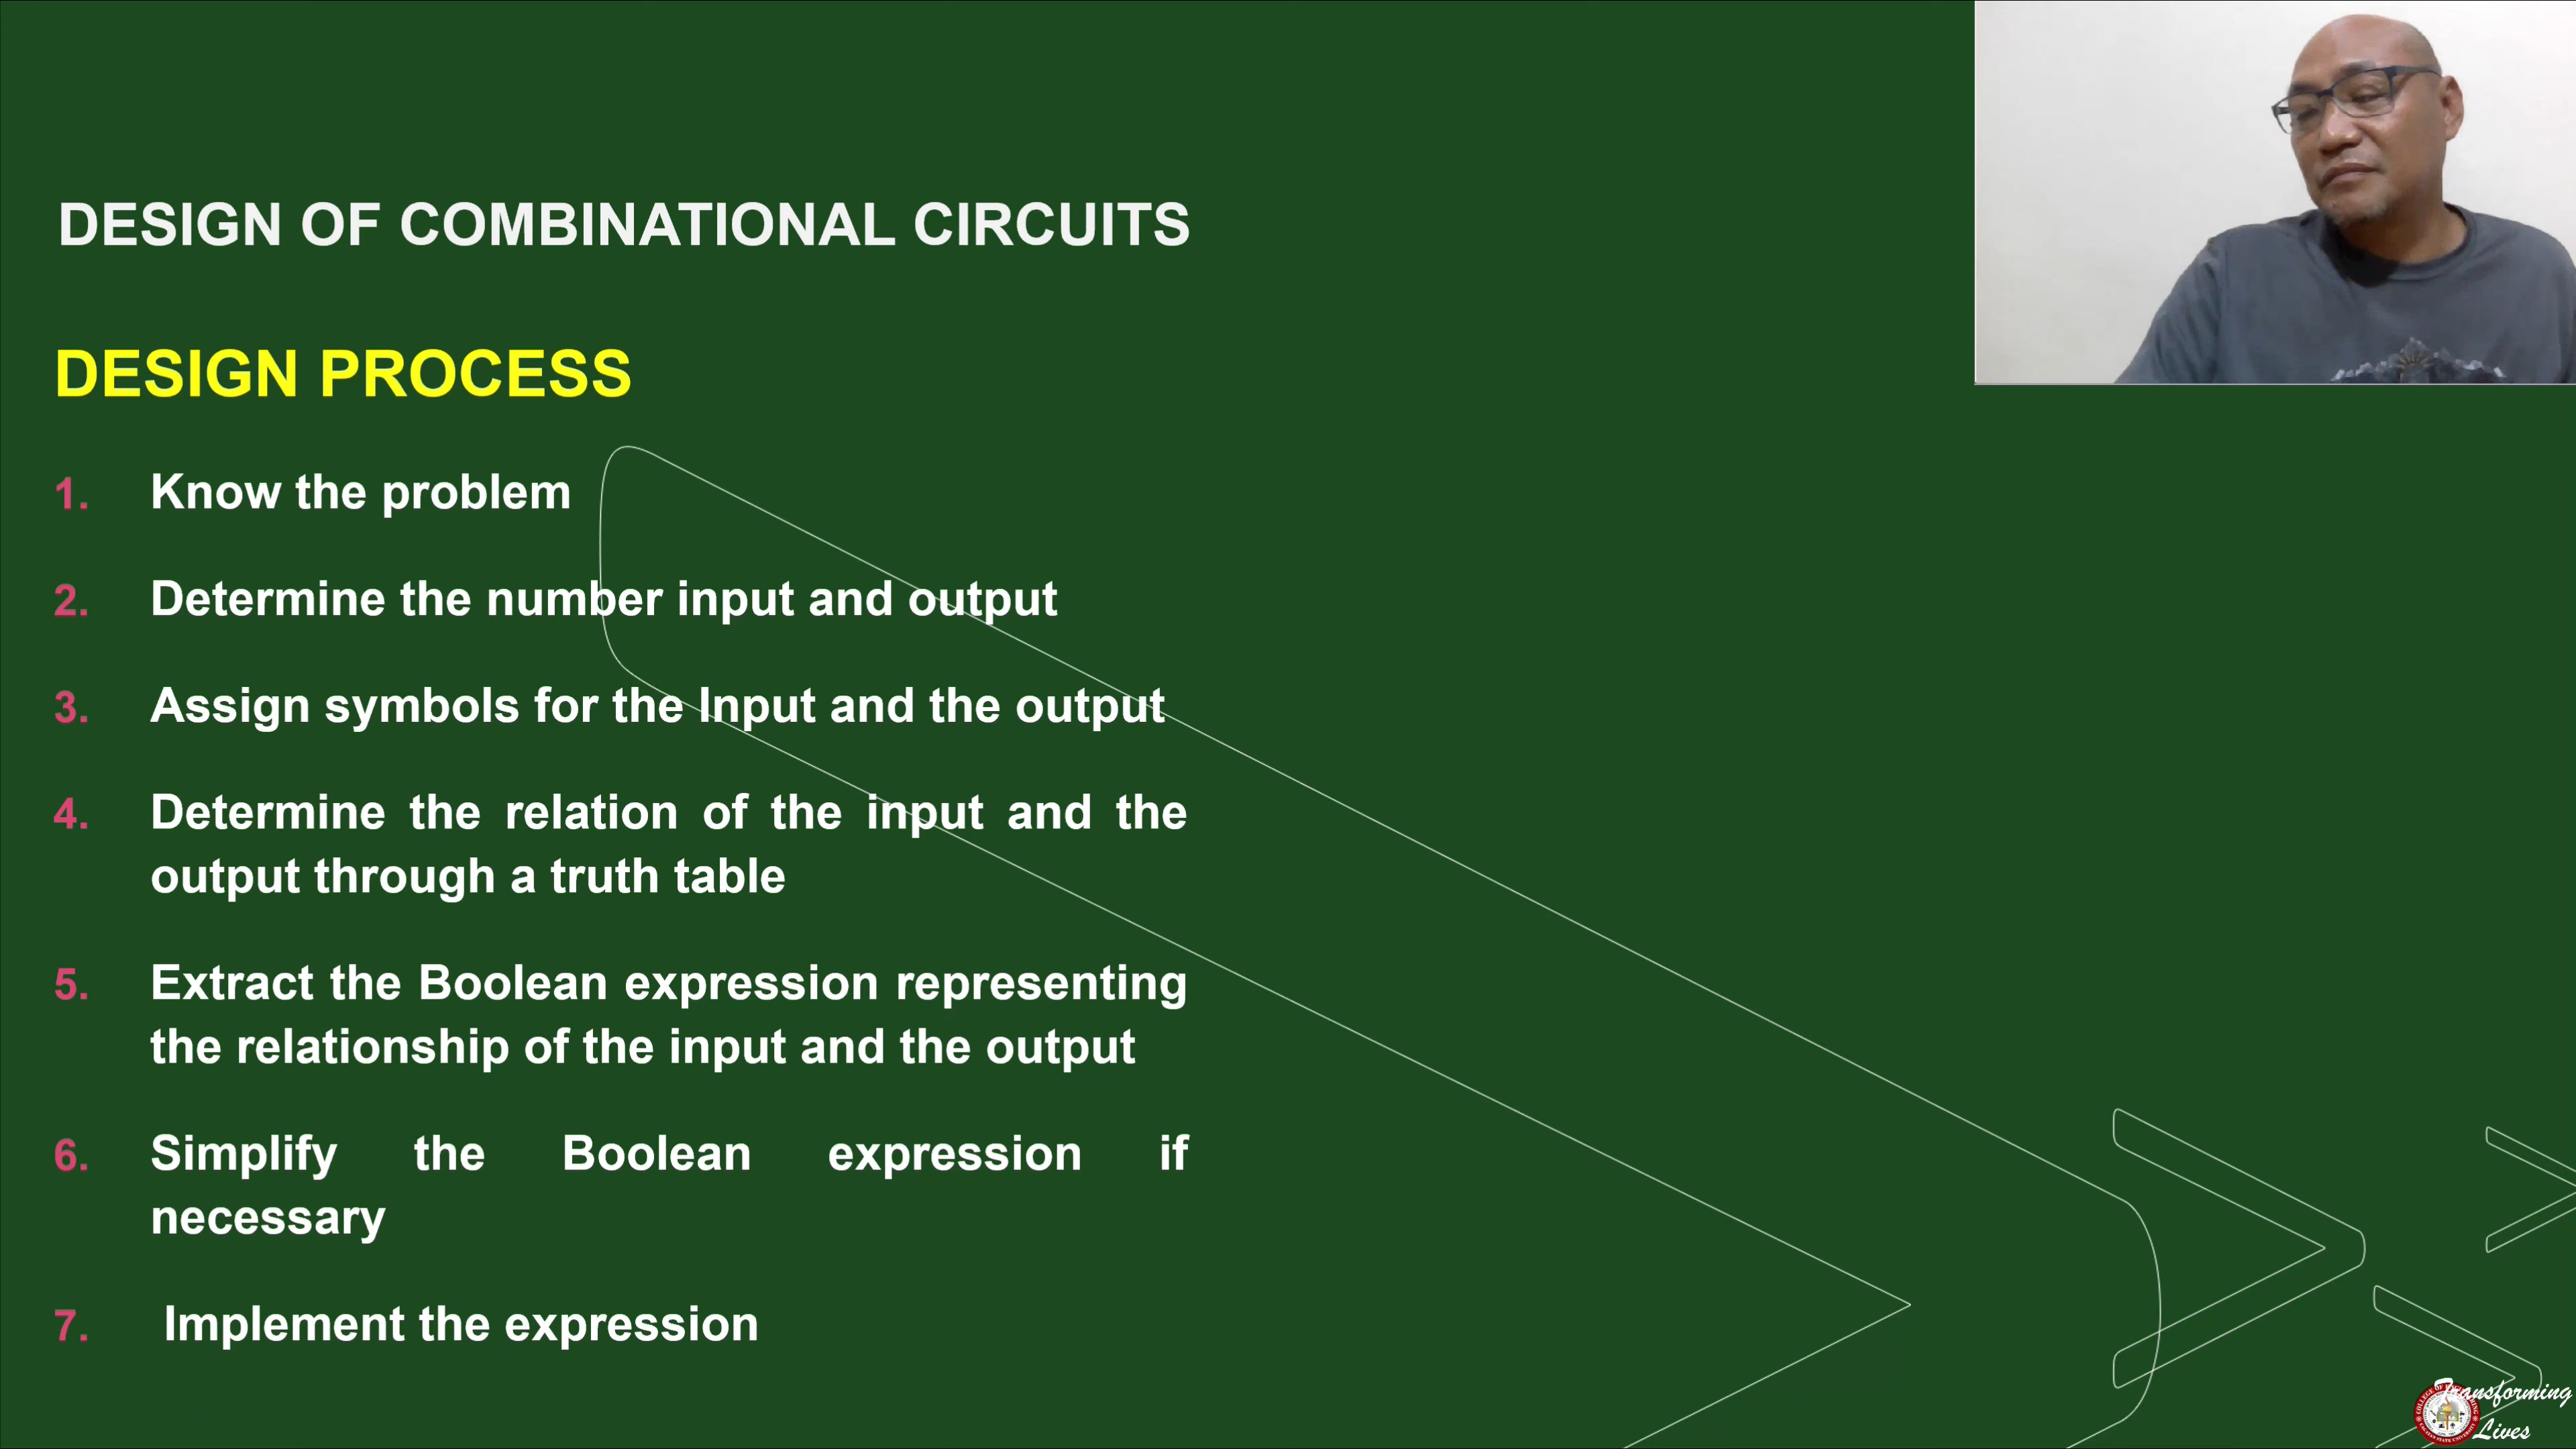 DESIGN OF COMBINATIONAL CIRCUITS
DESIGN PROCESS
1. Know the problem
2. Determine the number input and output
3. Assign symbols for the Input and the output
4. Determine the relation of the input and the
output through a truth table
5. Extract the Boolean expression representing
the relationship of the input and the output
6. Simplify the Boolean expression if
necessary
7. Implement the expression
Transforming
Lives